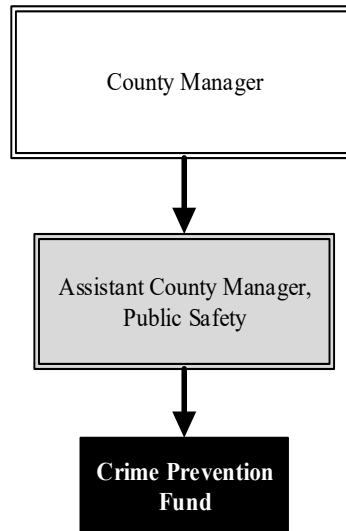 County Manager
Assistant County Manager,
Public Safety
Crime Prevention
Fund